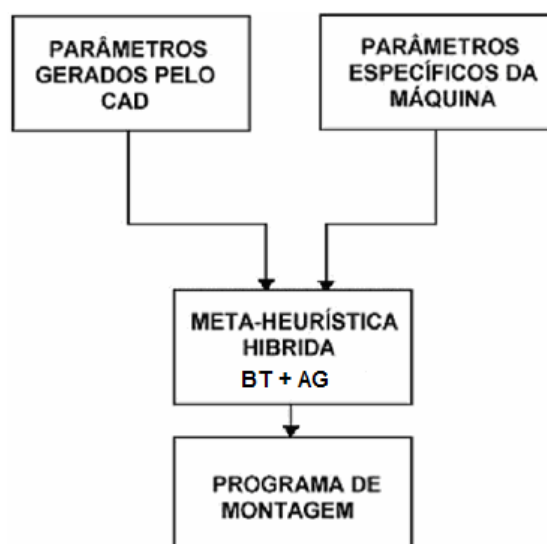 PARÂMETROS
GERADOS PELO
CAD
PARÂMETROS
ESPECÍFICOS DA
MÁQUINA
META-HEURÍSTICA
HIBRIDA
BT + AG
PROGRAMA DE
MONTAGEM